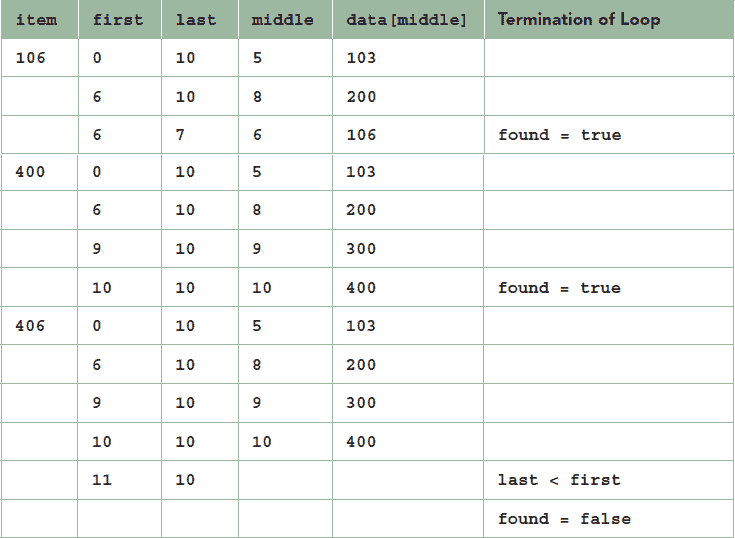 item first last middle data[middle] Termination of Loop
106 0 10 5 103
6 10 8 200
6 7 6 106 found = true
400 0 10 5 103
6 10 8 200
9 10 9 300
10 10 10 400 found = true
406 0 10 5 103
6 10 8 200
9 10 9 300
10 10 10 400
11 10 last < first
found = false